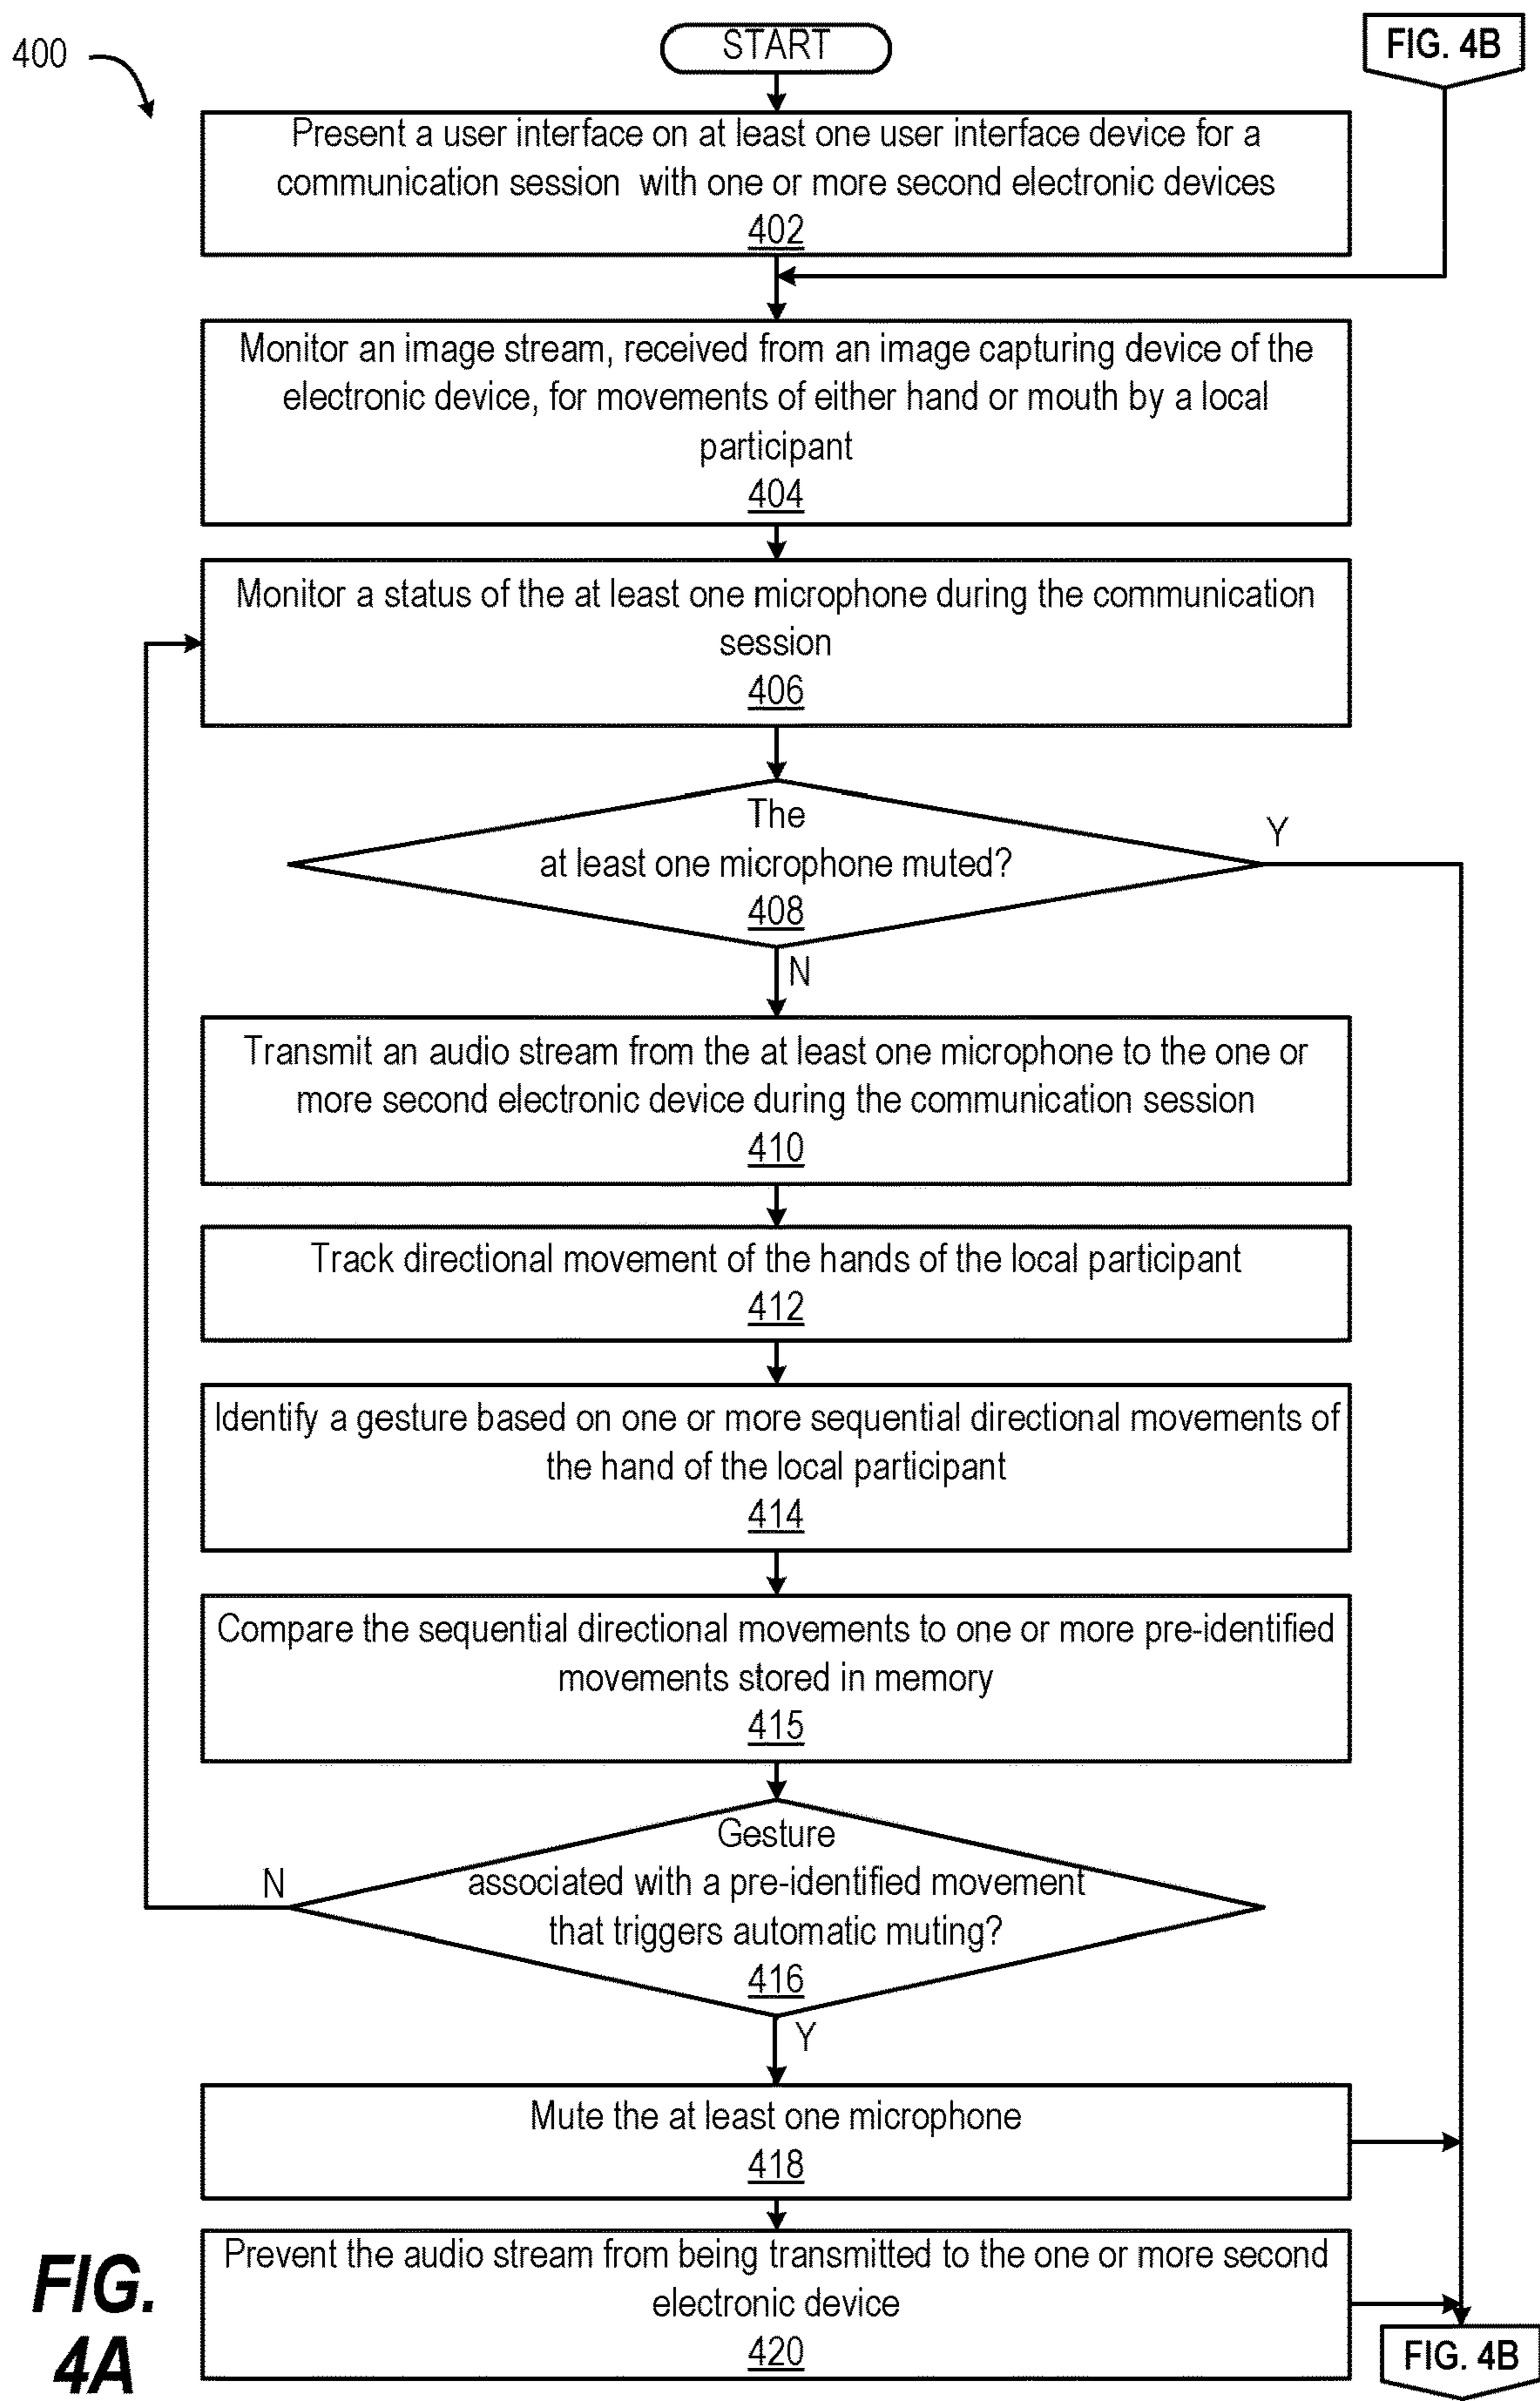 400
START
FIG. 4B
Present a user interface on at least one user interface device for a
communication session with one or more second electronic devices
402
Monitor an image stream, received from an image capturing device of the
electronic device, for movements of either hand or mouth by a local
participant
404
Monitor a status of the at least one microphone during the communication
session
406
The
at least one microphone muted?
408
Y
N
Transmit an audio stream from the at least one microphone to the one or
more second electronic device during the communication session
410
Track directional movement of the hands of the local participant
412
Identify a gesture based on one or more sequential directional movements of
the hand of the local participant
414
Compare the sequential directional movements to one or more pre-identified
movements stored in memory
415
Gesture
associated with a pre-identified movement
that triggers automatic muting?
416
N
Y
Mute the at least one microphone
418
Prevent the audio stream from being transmitted to the one or more second
electronic device
420
FIG. 4B
FIG.
4A